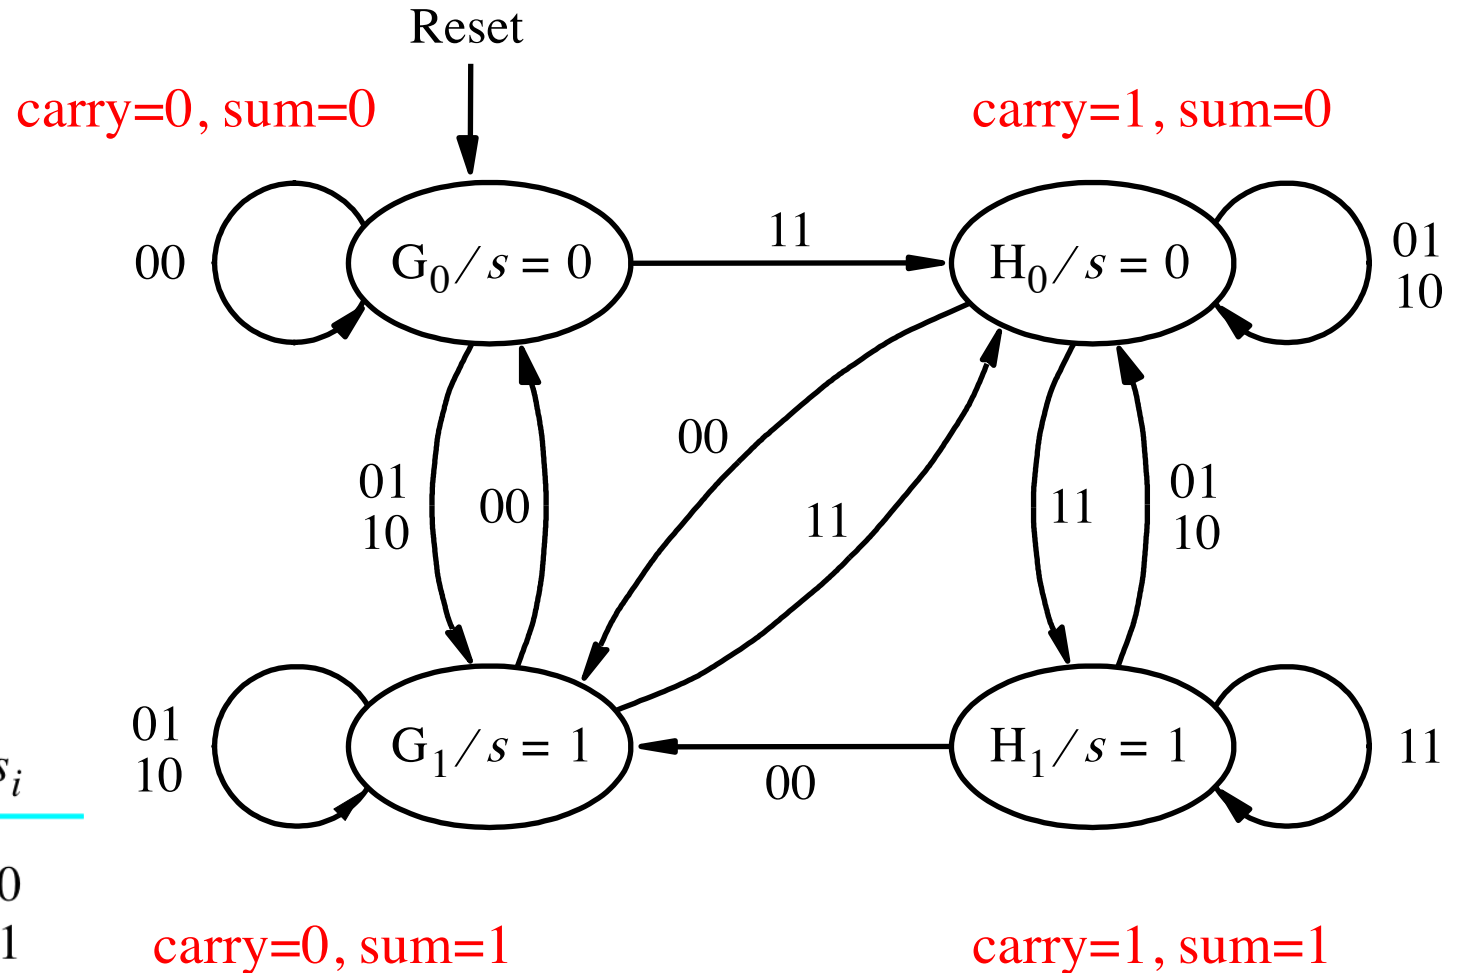 Reset
carry=0, sum=0
carry=1, sum=0
00
G0/s = 0
11
H0/s = 0
01
10
00
01
10
00
11
11
01
10
01
10
G1/s = 1
00
H1/s = 1
11
si
0
1
carry=0, sum=1
carry=1, sum=1